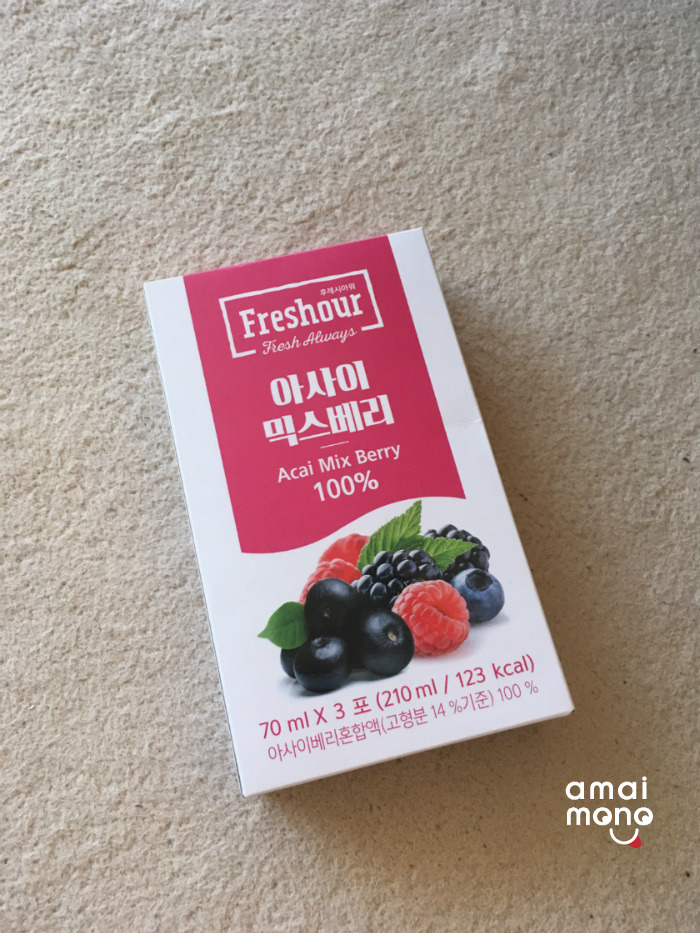 후레시아워
Freshour
Fresh Always
아사이
믹스베리
Acai Mix Berry
100%
70 ml X 3 포 (210 ml / 123 kcal)
아사이베리혼합액(고형분 14 %기준) 100 %
amai
mono